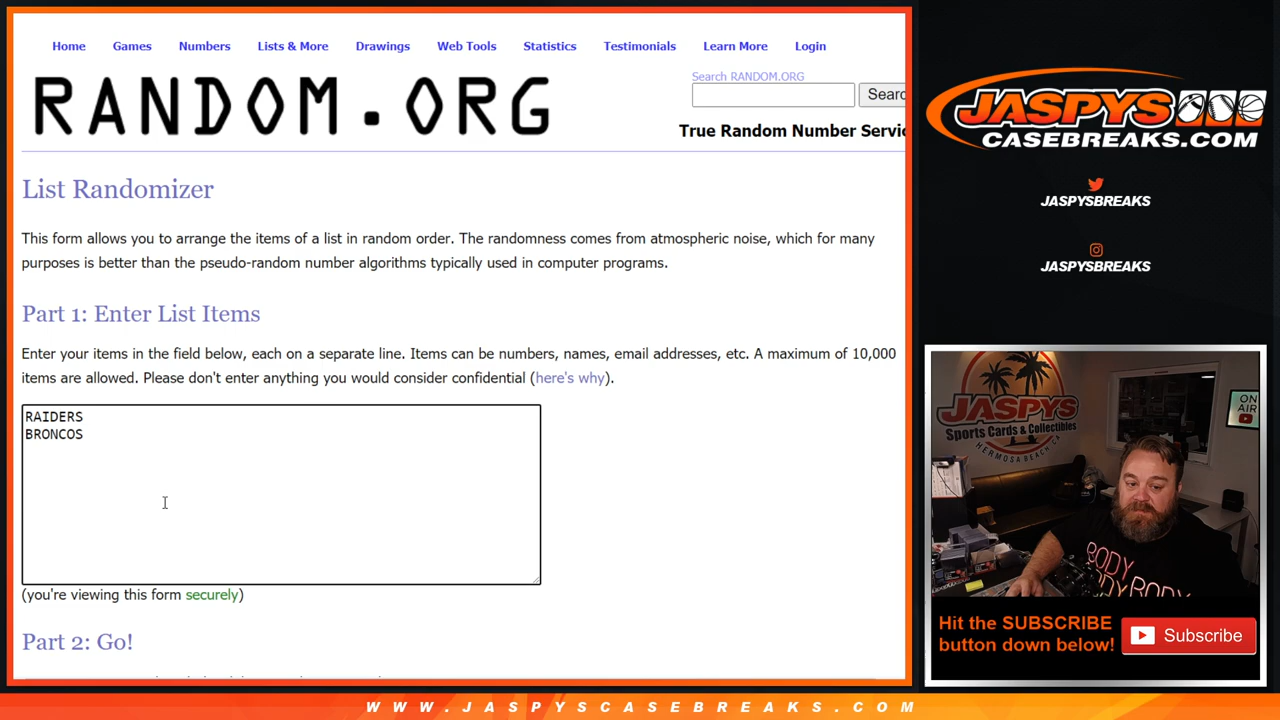 Home Games Numbers Lists & More Drawings Web Tools Statistics Testimonials Learn More Login
RANDOM.ORG
Search RANDOM.ORG
Searc
True Random Number Servic
List Randomizer
This form allows you to arrange the items of a list in random order. The randomness comes from atmospheric noise, which for many
purposes is better than the pseudo-random number algorithms typically used in computer programs.
Part 1: Enter List Items
Enter your items in the field below, each on a separate line. Items can be numbers, names, email addresses, etc. A maximum of 10,000
items are allowed. Please don't enter anything you would consider confidential (here's why).
RAIDERS
BRONCOS
(you're viewing this form securely)
Part 2: Go!
JASPYS
CASEBREAKS.COM
JASPYSBREAKS
JASPYSBREAKS
JASPYS
Sports Cards & Collectibles
HERMOSA BEACH, CA
ON
AIR
BODY
Hit the SUBSCRIBE
button down below!
Subscribe
WWW.JASPYSCASEBREAKS.COM